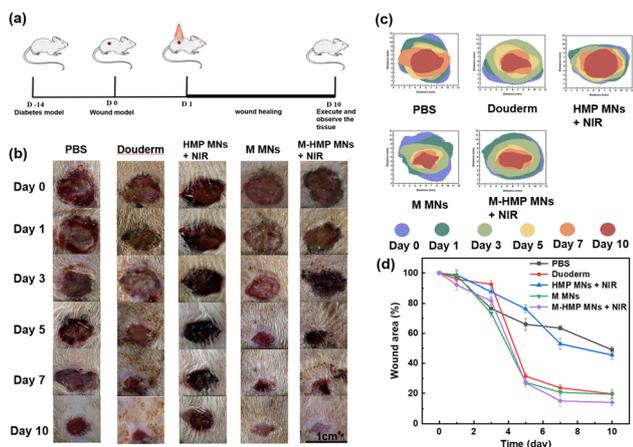 (a)
D -14
Diabetes model
D 0
Wound model
D 1
wound healing
D 10
Execute and
observe the
tissue
(b)
PBS
Douderm
HMP MNs
+ NIR
M MNs
M-HMP MNs
+ NIR
Day 0
Day 1
Day 3
Day 5
Day 7
Day 10
1cm²
(c)
PBS
Douderm
HMP MNs
+ NIR
M MNs
M-HMP MNs
+ NIR
Day 0
Day 1
Day 3
Day 5
Day 7
Day 10
(d)
Wound area (%)
100
80
60
40
20
0
0
2
4
6
8
10
Time (day)
PBS
Duoderm
HMP MNs + NIR
M MNs
M-HMP MNs + NIR